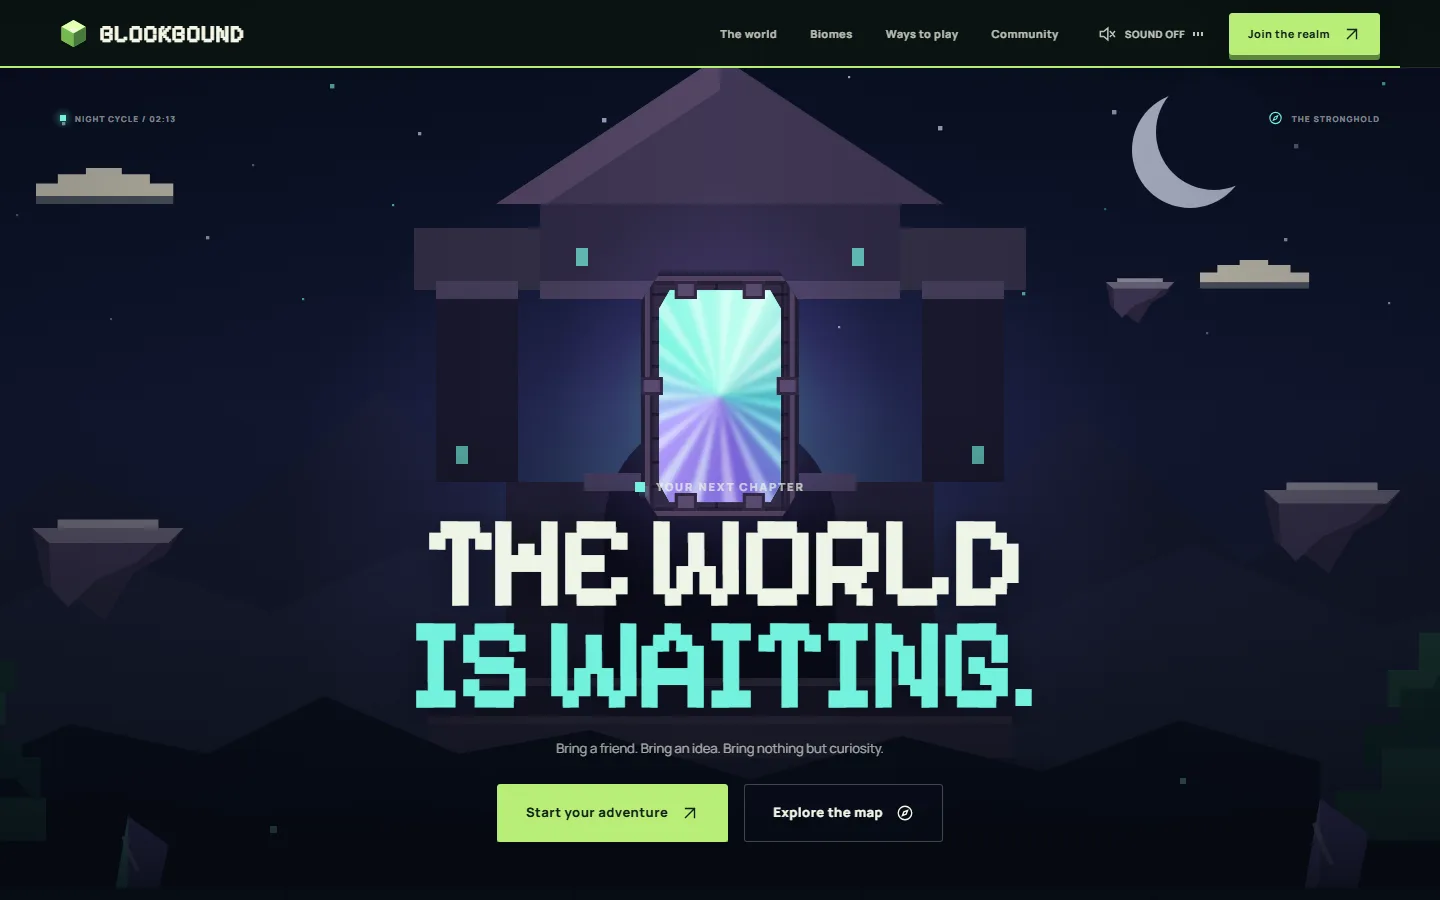 BLOOKBOUND
The world
Biomes
Ways to play
Community
SOUND OFF
Join the realm
NIGHT CYCLE / 02:13
THE STRONGHOLD
YOUR NEXT CHAPTER
THE WORLD
IS WAITING.
Bring a friend. Bring an idea. Bring nothing but curiosity.
Start your adventure
Explore the map